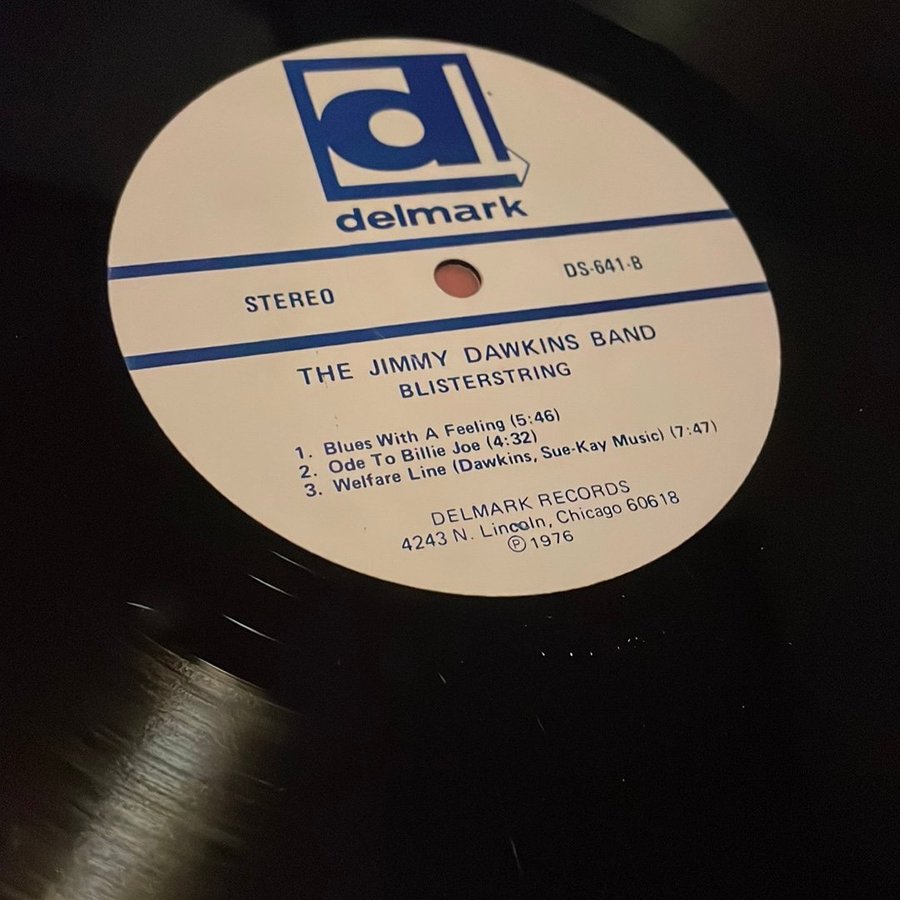 d
delmark
STEREO
DS-641-B
THE JIMMY DAWKINS BAND
BLISTERSTRING
1. Blues With A Feeling (5:46)
2. Ode To Billie Joe (4:32)
3. Welfare Line (Dawkins, Sue-Kay Music) (7:47)
DELMARK RECORDS
4243 N. Lincoln, Chicago 60618
℗ 1976